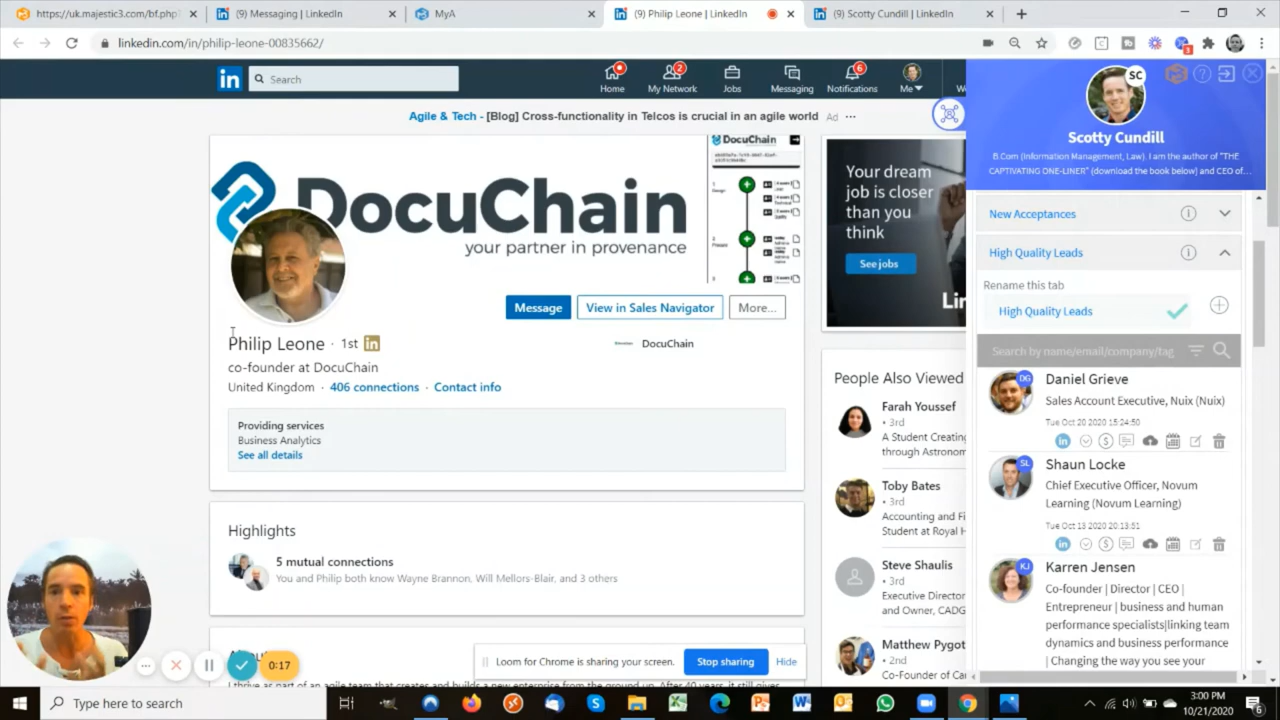 https://uk.majestic3.com/bf.php
(9) Messaging | LinkedIn
MyA
(9) Philip Leone | LinkedIn
(9) Scotty Cundill | LinkedIn
linkedin.com/in/philip-leone-00835662/
3
in
Search
Home
2
My Network
Jobs
Messaging
6
Notifications
Me
Agile & Tech - [Blog] Cross-functionality in Telcos is crucial in an agile world Ad ...
DocuChain
your partner in provenance
DocuChain
Message
View in Sales Navigator
More...
Philip Leone · 1st in
DocuChain
co-founder at DocuChain
United Kingdom · 406 connections · Contact info
Providing services
Business Analytics
See all details
Highlights
5 mutual connections
You and Philip both know Wayne Brannon, Will Mellors-Blair, and 3 others
Your dream
job is closer
than you
think
See jobs
People Also Viewed
Farah Youssef
• 3rd
A Student Creating
through Astronom
Toby Bates
• 3rd
Accounting and Fi
Student at Royal H
Steve Shaulis
• 3rd
Executive Director
and Owner, CADG
Matthew Pygot
• 2nd
Co-Founder of Ca
SC
Scotty Cundill
B.Com (Information Management, Law). I am the author of "THE
CAPTIVATING ONE-LINER" (download the book below) and CEO of...
New Acceptances
High Quality Leads
Rename this tab
High Quality Leads
Search by name/email/company/tag
DG
Daniel Grieve
Sales Account Executive, Nuix (Nuix)
Tue Oct 20 2020 15:24:50
SL
Shaun Locke
Chief Executive Officer, Novum
Learning (Novum Learning)
Tue Oct 13 2020 20:13:51
KJ
Karren Jensen
Co-founder | Director | CEO |
Entrepreneur | business and human
performance specialists|linking team
dynamics and business performance
| Changing the way you see your
0:17
Loom for Chrome is sharing your screen.
Stop sharing
Hide
Type here to search
3:00 PM
10/21/2020
6